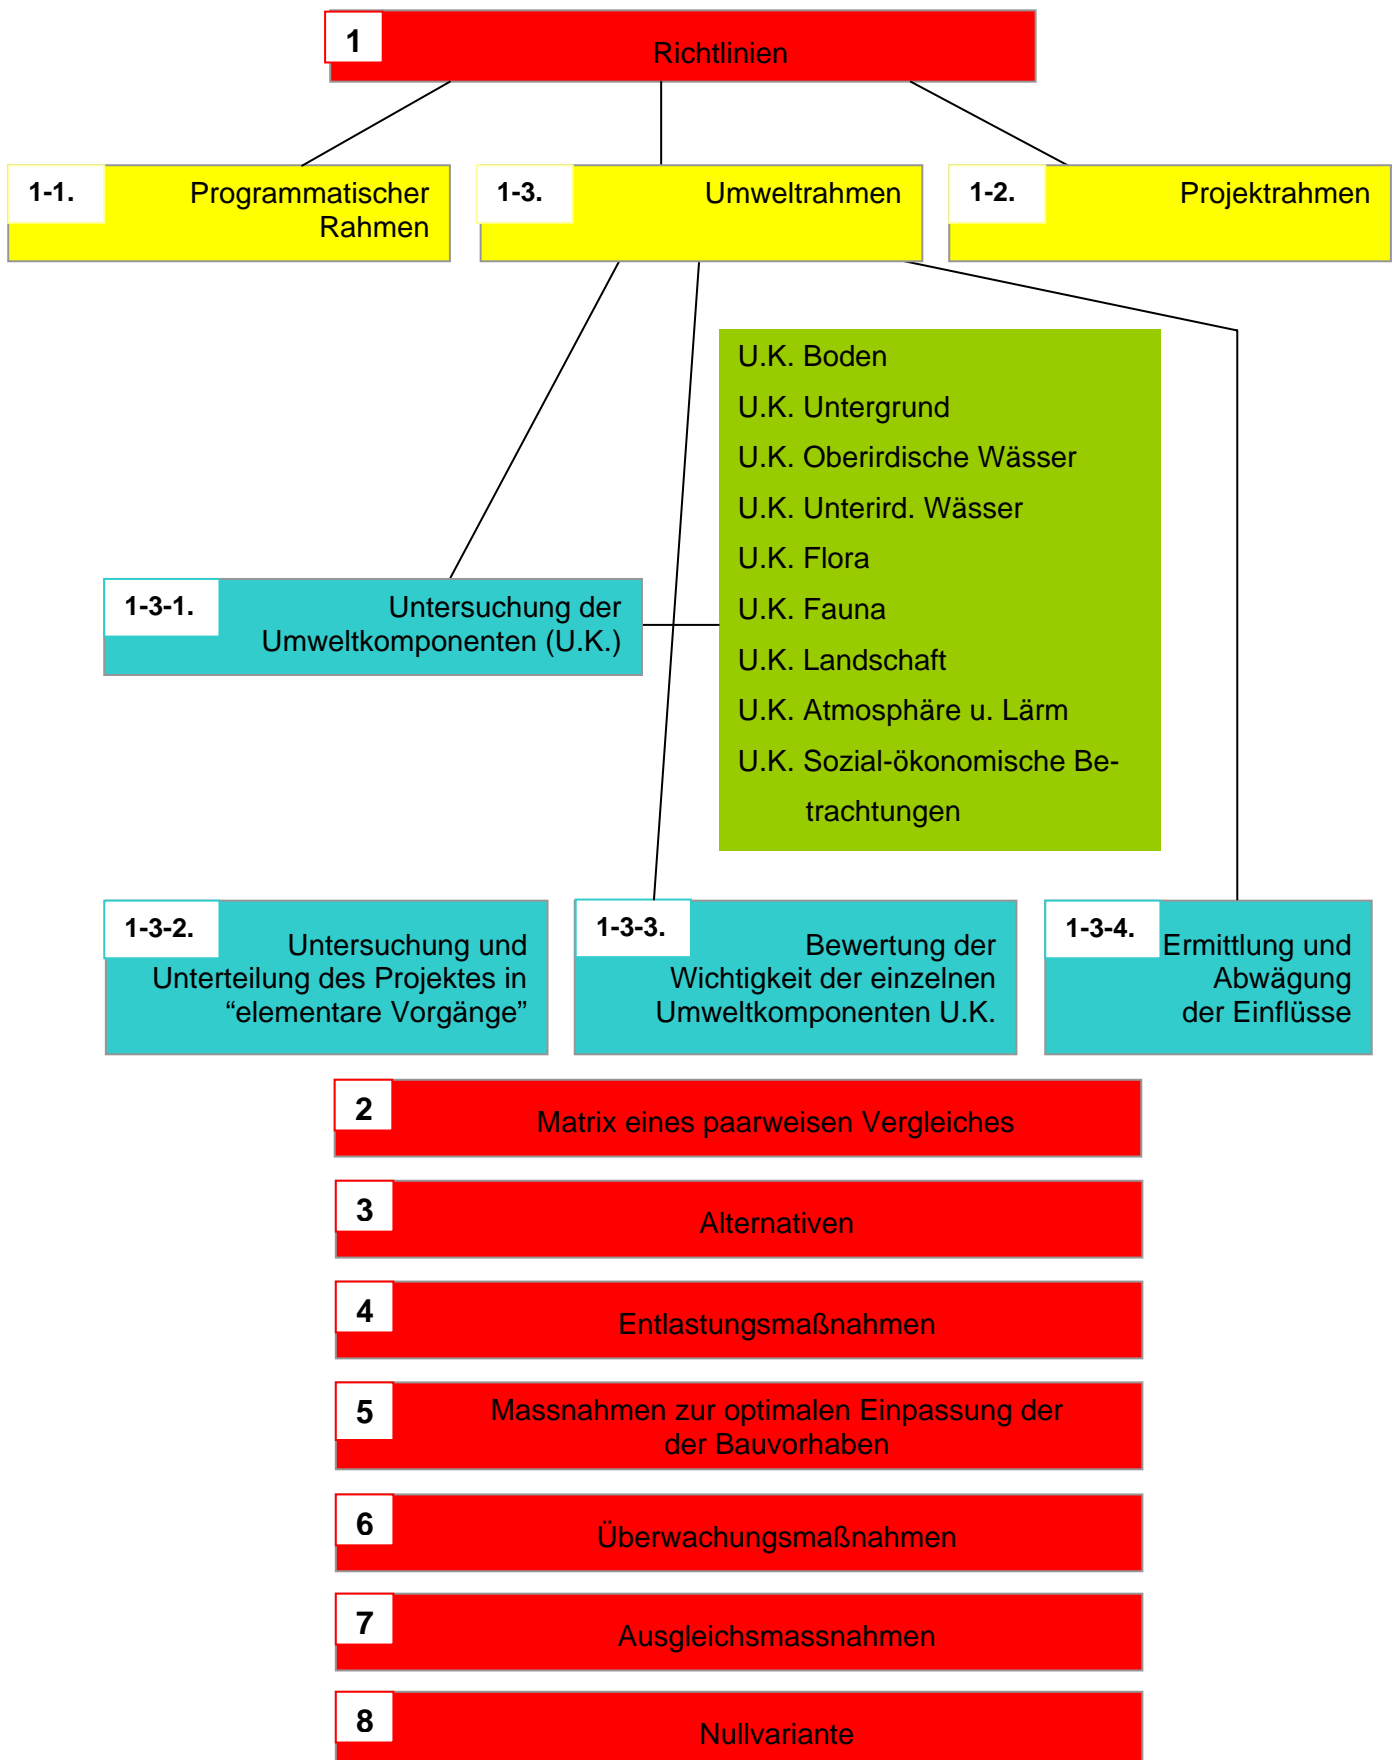 1
Richtlinien
1-1.
Programmatischer
Rahmen
1-3.
Umweltrahmen
1-2.
Projektrahmen
U.K. Boden
U.K. Untergrund
U.K. Oberirdische Wässer
U.K. Unterird. Wässer
U.K. Flora
U.K. Fauna
U.K. Landschaft
U.K. Atmosphäre u. Lärm
U.K. Sozial-ökonomische Be-
trachtungen
1-3-1.
Untersuchung der
Umweltkomponenten (U.K.)
1-3-2.
Untersuchung und
Unterteilung des Projektes in
“elementare Vorgänge”
1-3-3.
Bewertung der
Wichtigkeit der einzelnen
Umweltkomponenten U.K.
1-3-4.
Ermittlung und
Abwägung
der Einflüsse
2
Matrix eines paarweisen Vergleiches
3
Alternativen
4
Entlastungsmaßnahmen
5
Massnahmen zur optimalen Einpassung der
der Bauvorhaben
6
Überwachungsmaßnahmen
7
Ausgleichsmassnahmen
8
Nullvariante